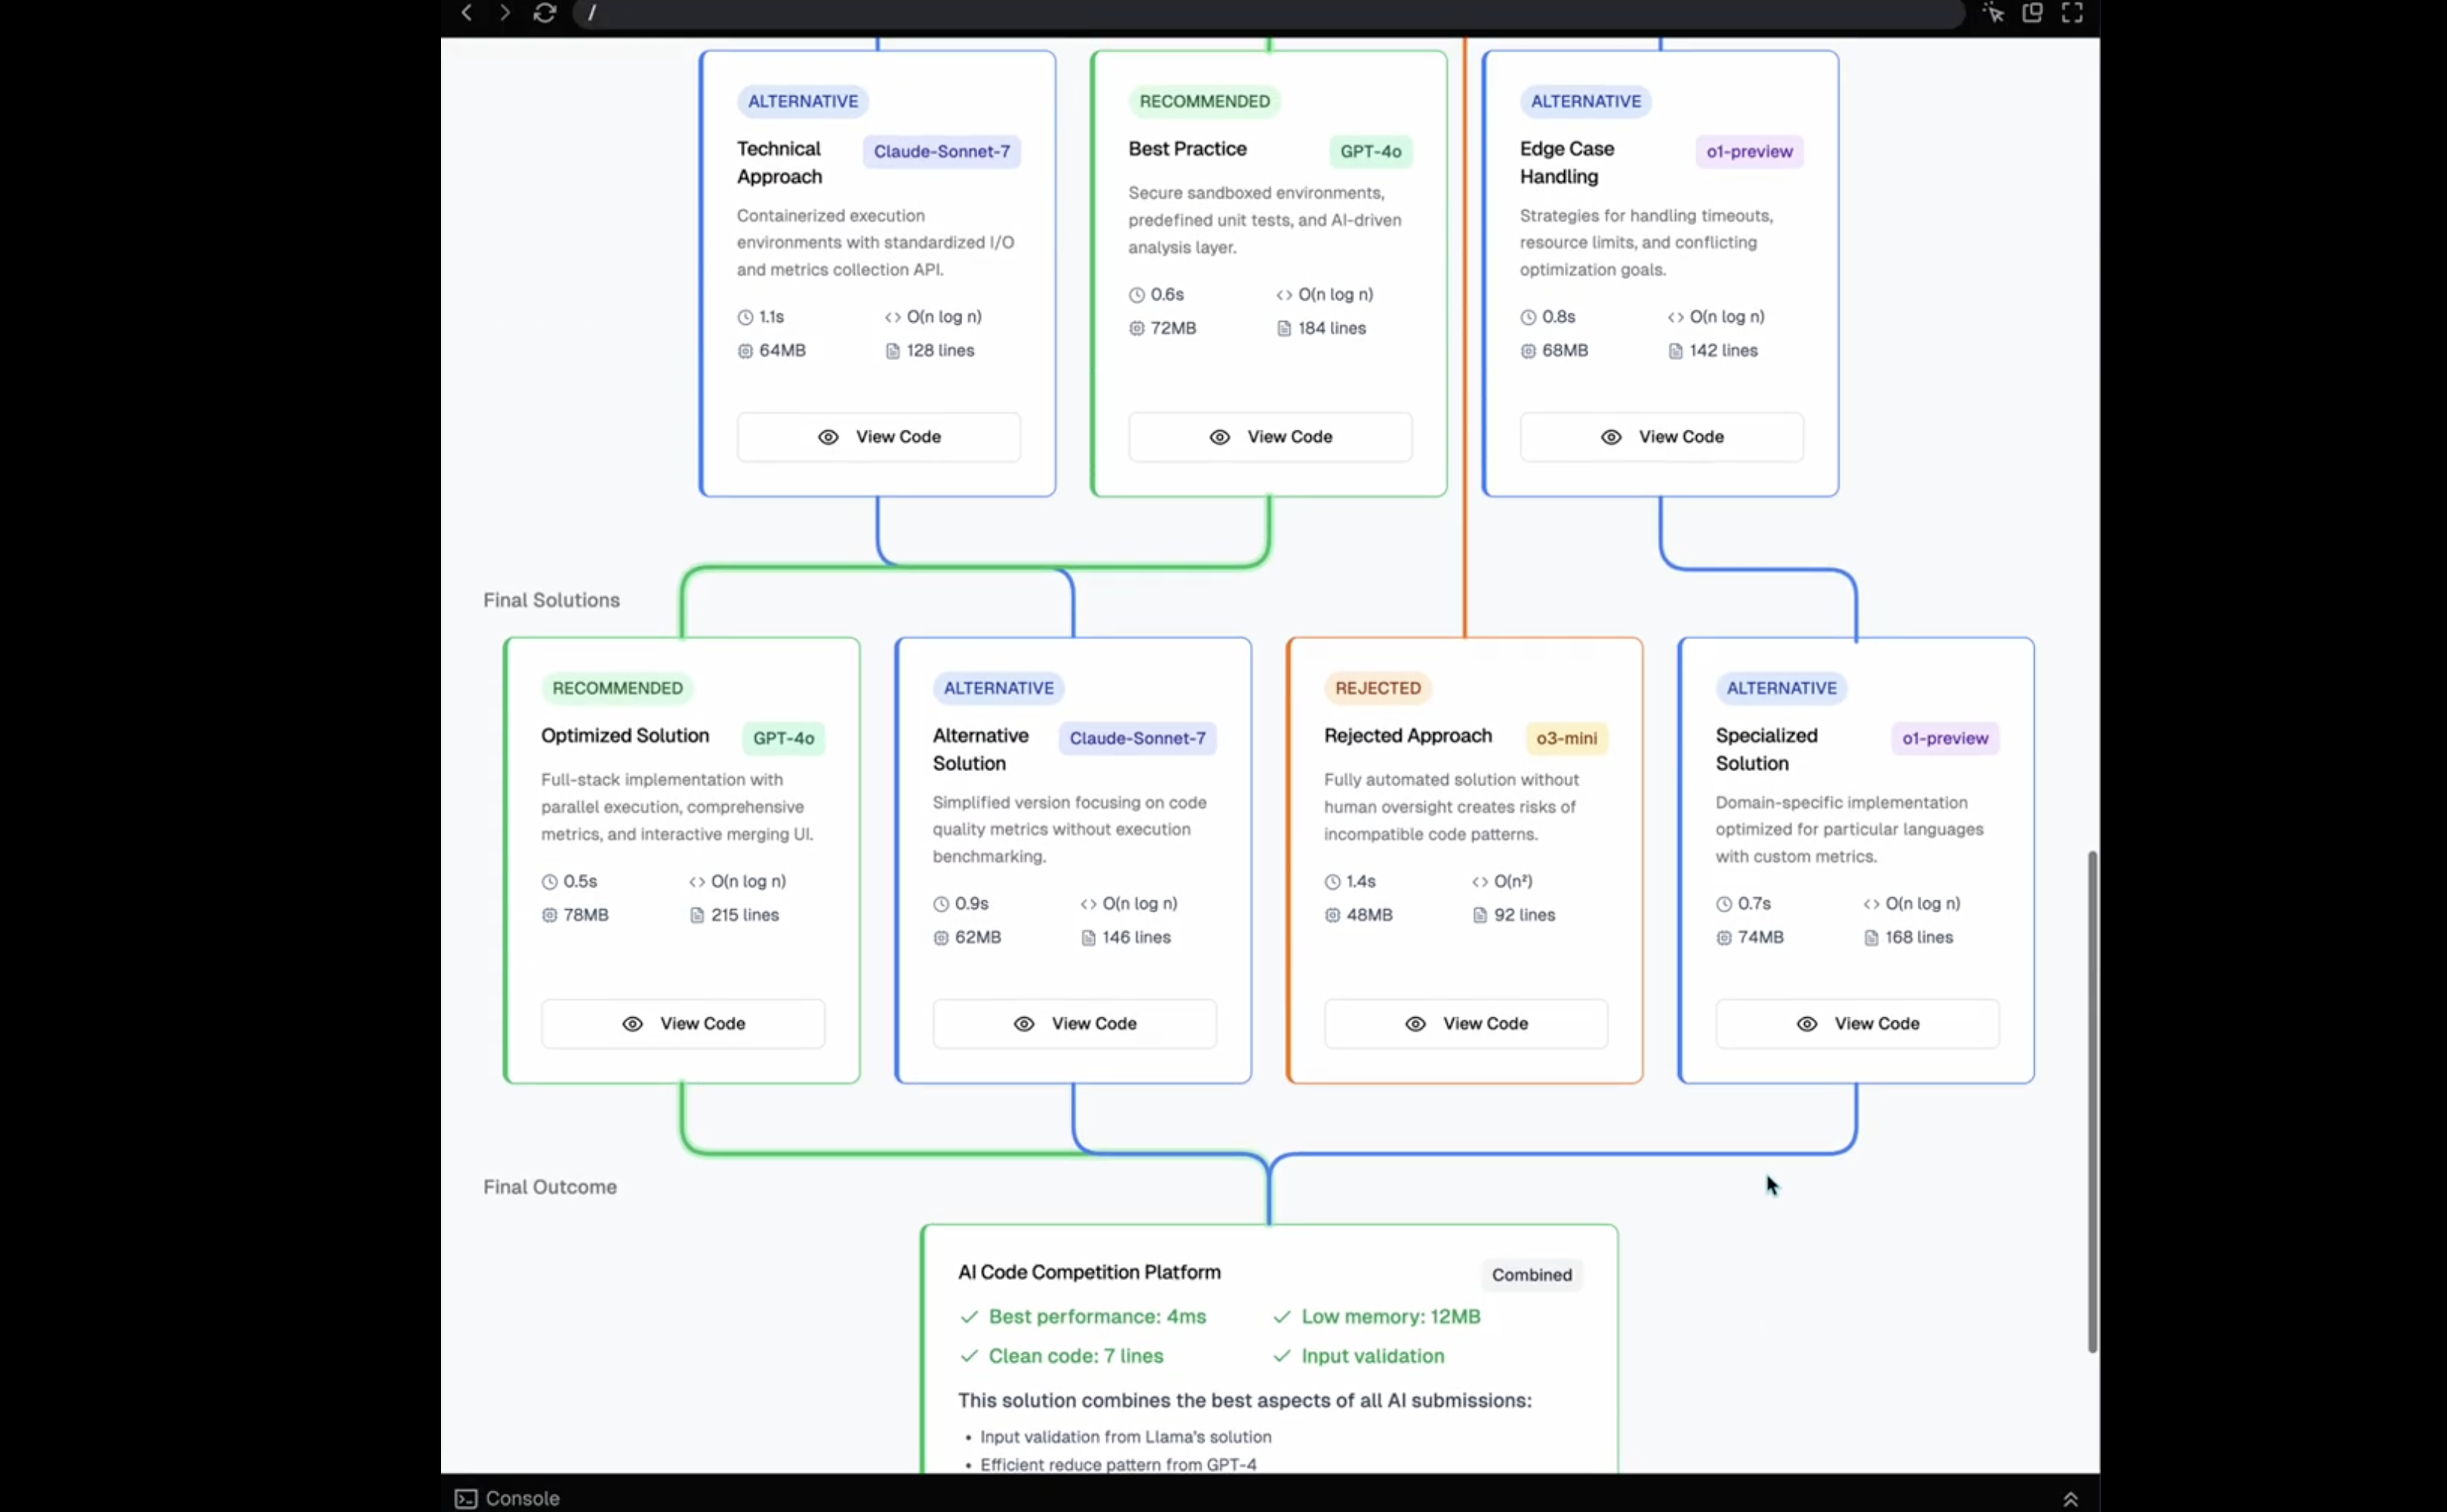 /
ALTERNATIVE
Technical
Approach
Claude-Sonnet-7
Containerized execution
environments with standardized I/O
and metrics collection API.
1.1s
O(n log n)
64MB
128 lines
View Code
RECOMMENDED
Best Practice
GPT-4o
Secure sandboxed environments,
predefined unit tests, and AI-driven
analysis layer.
0.6s
O(n log n)
72MB
184 lines
View Code
ALTERNATIVE
Edge Case
Handling
o1-preview
Strategies for handling timeouts,
resource limits, and conflicting
optimization goals.
0.8s
O(n log n)
68MB
142 lines
View Code
Final Solutions
RECOMMENDED
Optimized Solution
GPT-4o
Full-stack implementation with
parallel execution, comprehensive
metrics, and interactive merging UI.
0.5s
O(n log n)
78MB
215 lines
View Code
ALTERNATIVE
Alternative
Solution
Claude-Sonnet-7
Simplified version focusing on code
quality metrics without execution
benchmarking.
0.9s
O(n log n)
62MB
146 lines
View Code
REJECTED
Rejected Approach
o3-mini
Fully automated solution without
human oversight creates risks of
incompatible code patterns.
1.4s
O(n²)
48MB
92 lines
View Code
ALTERNATIVE
Specialized
Solution
o1-preview
Domain-specific implementation
optimized for particular languages
with custom metrics.
0.7s
O(n log n)
74MB
168 lines
View Code
Final Outcome
AI Code Competition Platform
Combined
Best performance: 4ms
Low memory: 12MB
Clean code: 7 lines
Input validation
This solution combines the best aspects of all AI submissions:
• Input validation from Llama's solution
• Efficient reduce pattern from GPT-4
Console